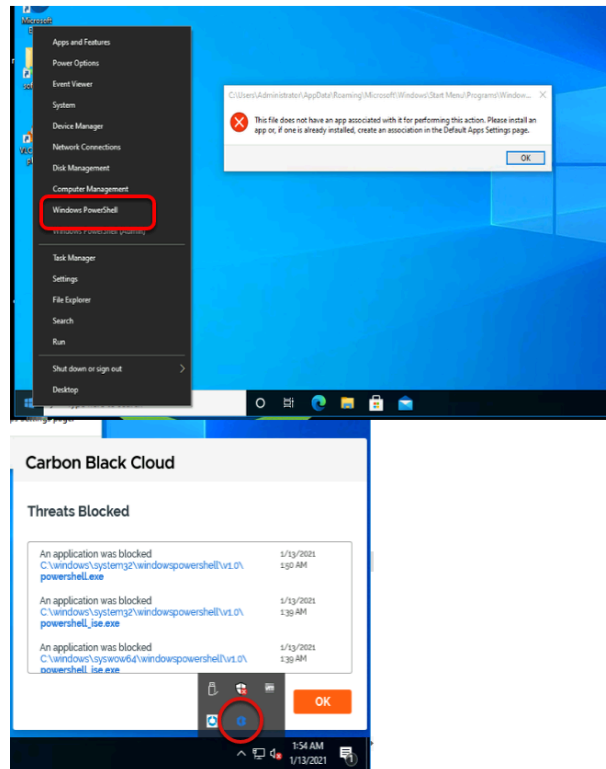 Microsoft
E
Apps and Features
Power Options
Event Viewer
System
Device Manager
Network Connections
Disk Management
Computer Management
Windows PowerShell
Windows PowerShell (Admin)
Task Manager
Settings
File Explorer
Search
Run
Shut down or sign out
Desktop
C:\Users\Administrator\AppData\Roaming\Microsoft\Windows\Start Menu\Programs\Window...
This file does not have an app associated with it for performing this action. Please install an
app or, if one is already installed, create an association in the Default Apps Settings page.
OK
Carbon Black Cloud
Threats Blocked
An application was blocked 1/13/2021
C:\windows\system32\windowspowershell\v1.0\ 1:50 AM
powershell.exe
An application was blocked 1/13/2021
C:\windows\system32\windowspowershell\v1.0\ 1:39 AM
powershell_ise.exe
An application was blocked 1/13/2021
C:\windows\syswow64\windowspowershell\v1.0\ 1:39 AM
powershell_ise.exe
OK
1:54 AM
1/13/2021
1